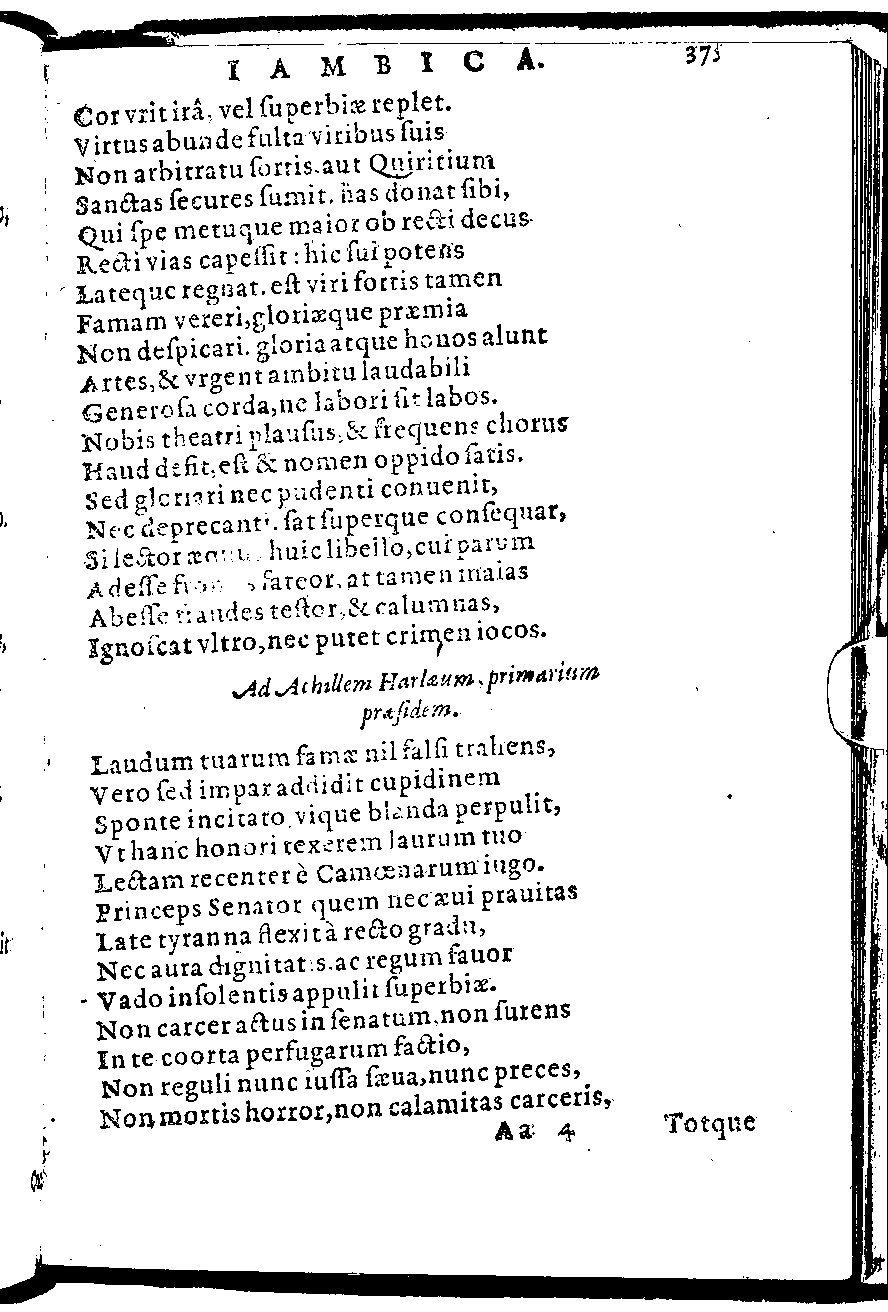 IAMBICA. 375
Cor vrit irâ, vel ſuperbiæ replet.
Virtus abunde fulta viribus ſuis
Non arbitratu ſortis, aut Quiritium
Sanctas ſecures ſumit, has donat ſibi,
Qui ſpe metuque maior ob recti decus
Recti vias capeſſit: hic ſui potens
Latequc regnat. eſt viri fortis tamen
Famam vereri, gloriæque præmia
Non deſpicari. gloria atque honos alunt
Artes, & vrgent ambitu laudabili
Generoſa corda, ne labori ſit labos.
Nobis theatri plauſus, & frequens chorus
Haud deſit, eſt & nomen oppido ſatis.
Sed gloriari nec pudenti conuenit,
Nec deprecanti. ſat ſuperque conſequar,
Si lector huic libello, cui parum
Adeſſe fateor, at tamen malas
Abeſſe fraudes teſtor, & calumnas,
Ignoſcat vltro, nec putet crimen iocos.
Ad Achillem Harlæum, primarium
præſidem.
Laudum tuarum famæ nil falſi trahens,
Vero ſed impar addidit cupidinem
Sponte incitato, vique blanda perpulit,
Vt hanc honori texerem laurum tuo
Lectam recenter è Camœnarum iugo.
Princeps Senator quem nec æui prauitas
Late tyranna flexit à recto gradu,
Nec aura dignitatis, ac regum fauor
Vado inſolentis appulit ſuperbiæ.
Non carcer actus in ſenatum, non furens
In te coorta perfugarum factio,
Non reguli nunc iuſſa ſæua, nunc preces,
Non mortis horror, non calamitas carceris,
Aa 4 Totque